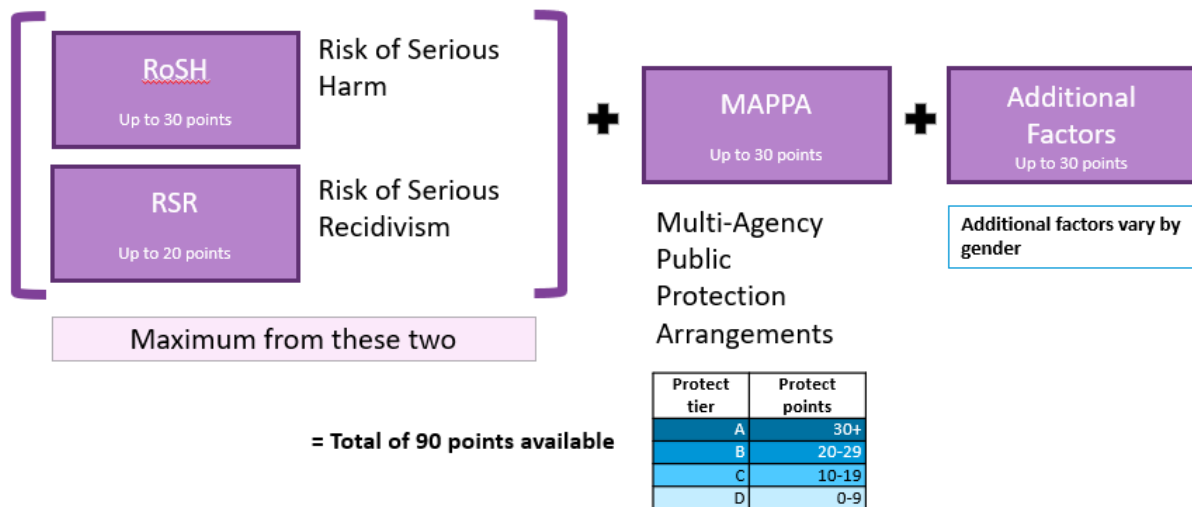 RoSH
Up to 30 points
Risk of Serious
Harm
RSR
Up to 20 points
Risk of Serious
Recidivism
Maximum from these two
MAPPA
Up to 30 points
Multi-Agency
Public
Protection
Arrangements
Additional
Factors
Up to 30 points
Additional factors vary by
gender
= Total of 90 points available
Protect tier Protect points
A 30+
B 20-29
C 10-19
D 0-9